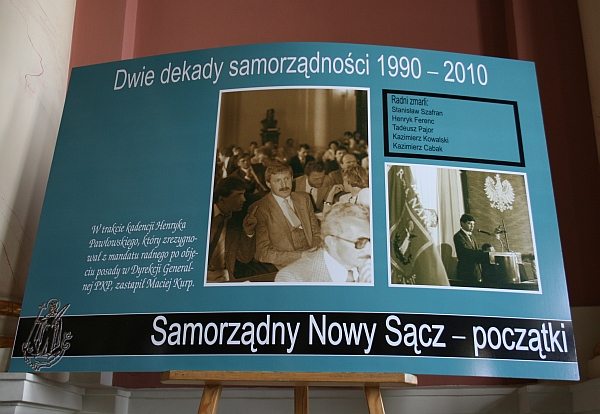 Dwie dekady samorządności 1990 – 2010
Radni zmarli:
Stanisław Szafran
Henryk Ferenc
Tadeusz Pajor
Kazimierz Kowalski
Kazimierz Cabak
W trakcie kadencji Henryka
Pawłowskiego, który zrezygno-
wał z mandatu radnego po obję-
ciu posady w Dyrekcji General-
nej PKP, zastąpił Maciej Kurp.
Samorządny Nowy Sącz – początki